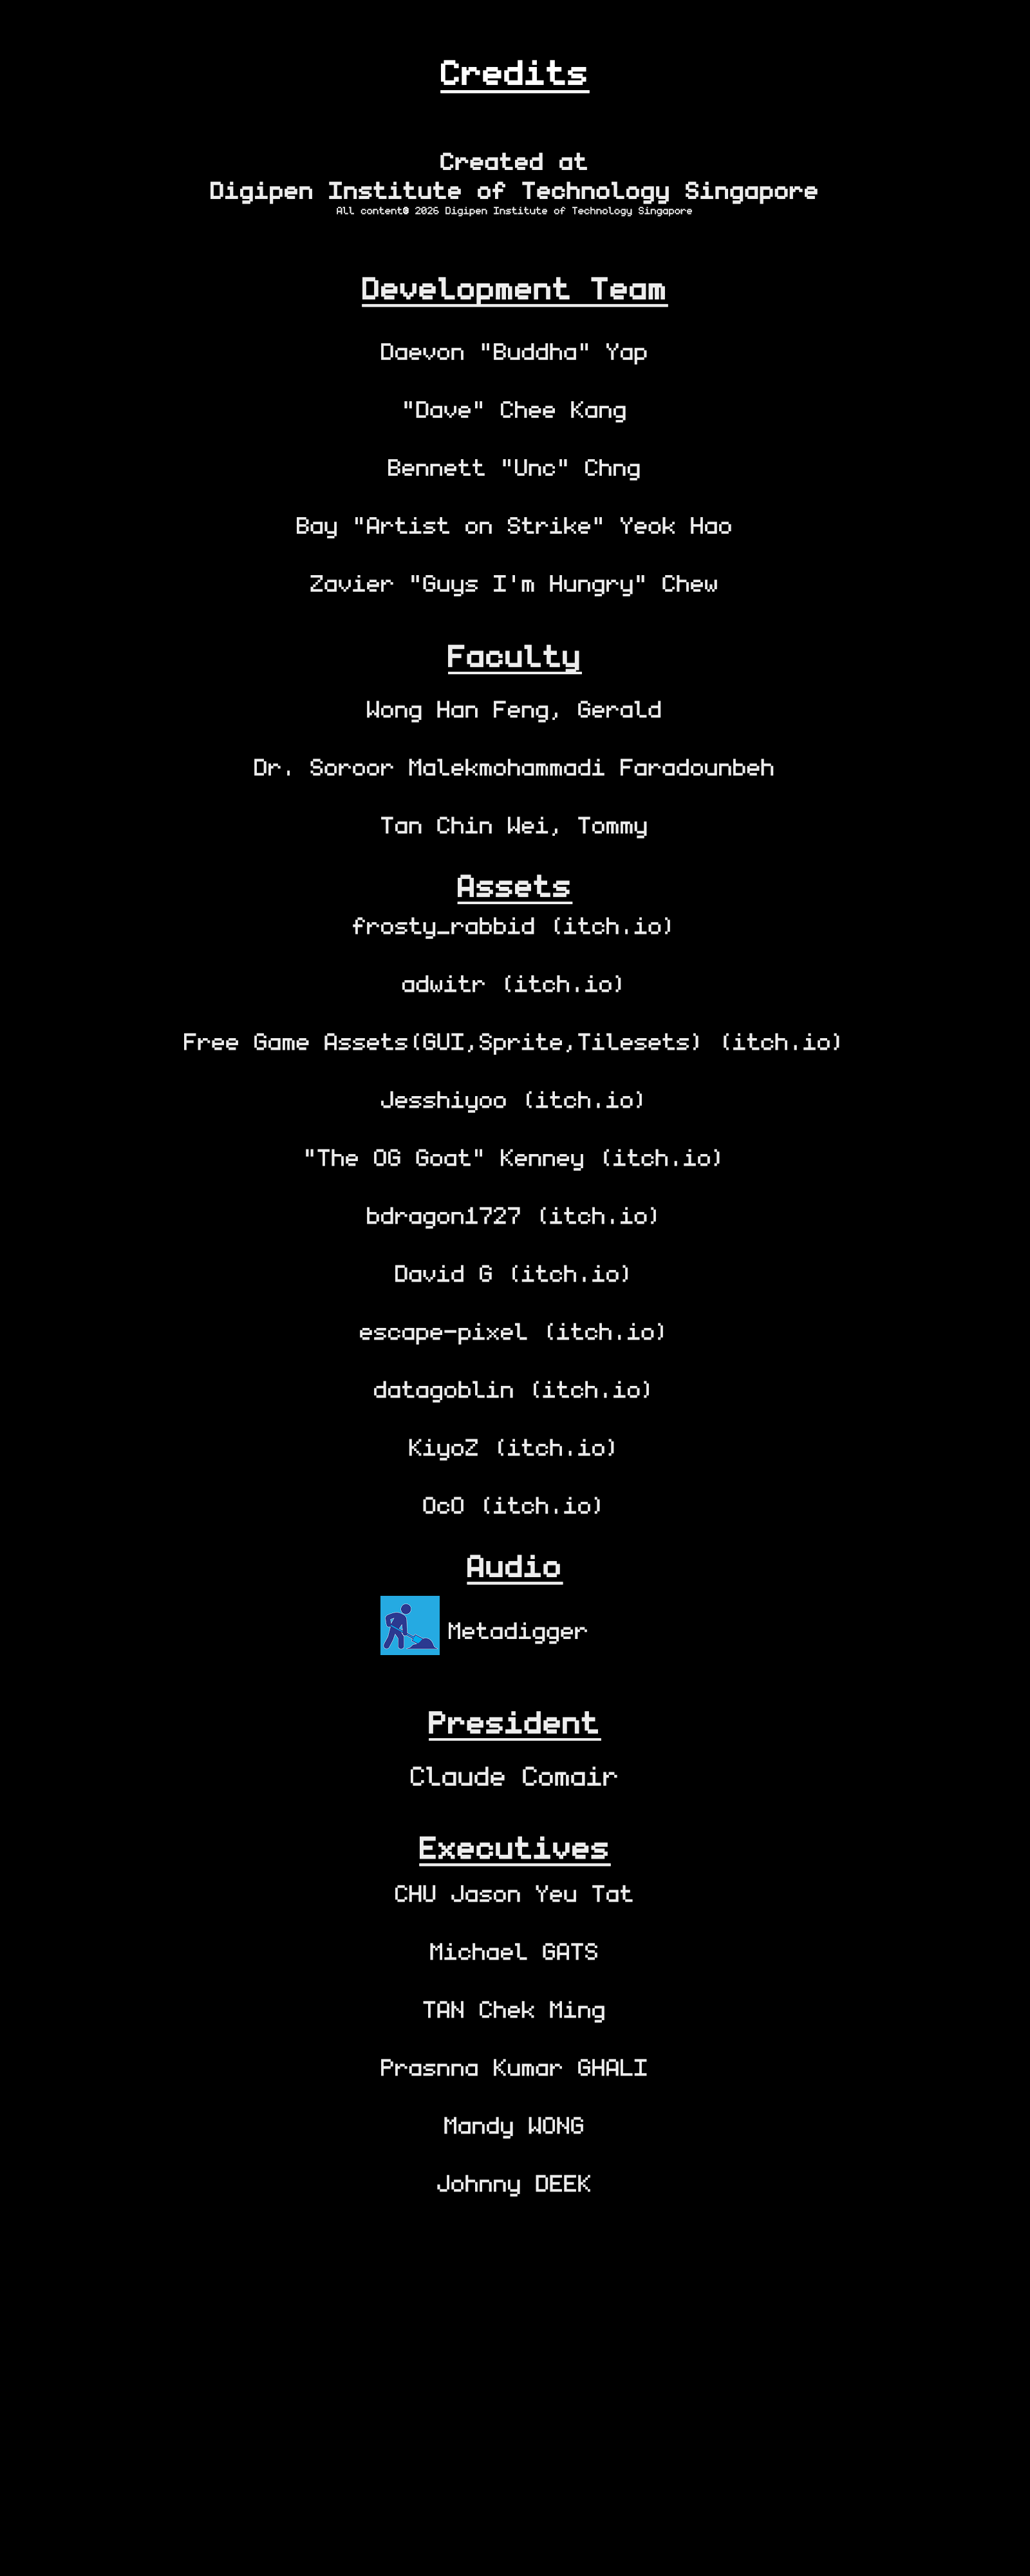 Credits
Created at
Digipen Institute of Technology Singapore
All content© 2026 Digipen Institute of Technology Singapore
Development Team
Daevon "Buddha" Yap
"Dave" Chee Kang
Bennett "Unc" Chng
Bay "Artist on Strike" Yeok Hao
Zavier "Guys I'm Hungry" Chew
Faculty
Wong Han Feng, Gerald
Dr. Soroor Malekmohammadi Faradounbeh
Tan Chin Wei, Tommy
Assets
frosty_rabbid (itch.io)
adwitr (itch.io)
Free Game Assets(GUI,Sprite,Tilesets) (itch.io)
Jesshiyoo (itch.io)
"The OG Goat" Kenney (itch.io)
bdragon1727 (itch.io)
David G (itch.io)
escape-pixel (itch.io)
datagoblin (itch.io)
KiyoZ (itch.io)
OcO (itch.io)
Audio
Metadigger
President
Claude Comair
Executives
CHU Jason Yeu Tat
Michael GATS
TAN Chek Ming
Prasnna Kumar GHALI
Mandy WONG
Johnny DEEK